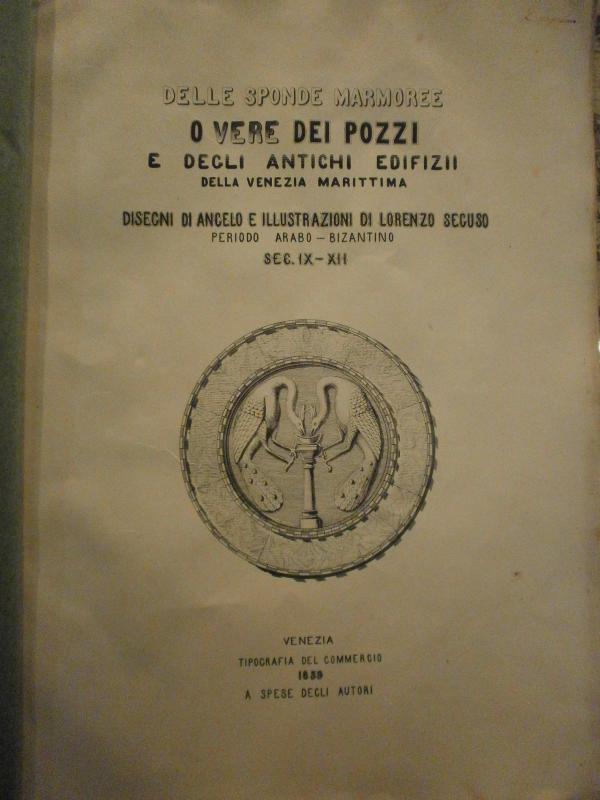 DELLE SPONDE MARMOREE
O VERE DEI POZZI
E DEGLI ANTICHI EDIFIZII
DELLA VENEZIA MARITTIMA
DISEGNI DI ANGELO E ILLUSTRAZIONI DI LORENZO SEGUSO
PERIODO ARABO – BIZANTINO
SEC. IX – XII
VENEZIA
TIPOGRAFIA DEL COMMERCIO
1859
A SPESE DEGLI AUTORI